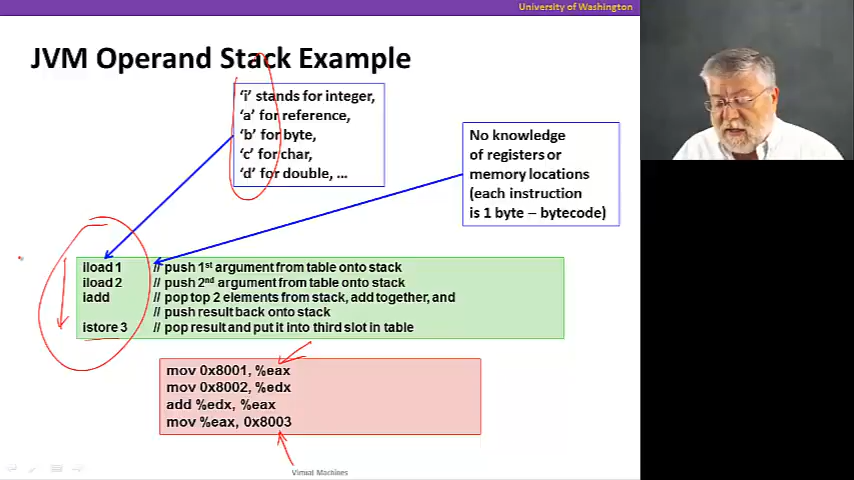 University of Washington
JVM Operand Stack Example
'i' stands for integer,
'a' for reference,
'b' for byte,
'c' for char,
'd' for double, ...
No knowledge
of registers or
memory locations
(each instruction
is 1 byte – bytecode)
iload 1 // push 1st argument from table onto stack
iload 2 // push 2nd argument from table onto stack
iadd // pop top 2 elements from stack, add together, and
// push result back onto stack
istore 3 // pop result and put it into third slot in table
mov 0x8001, %eax
mov 0x8002, %edx
add %edx, %eax
mov %eax, 0x8003
Virtual Machines